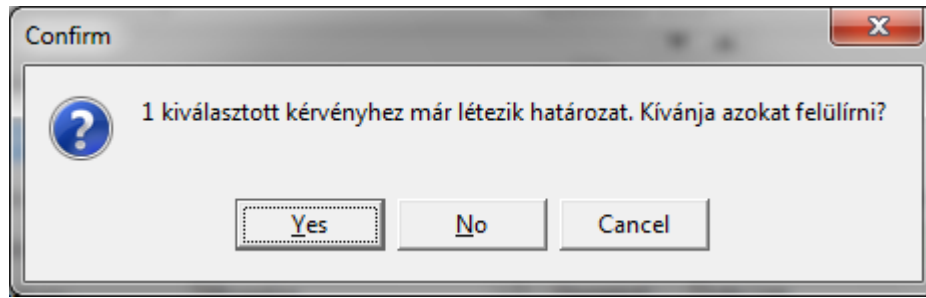 Confirm
1 kiválasztott kérvényhez már létezik határozat. Kívánja azokat felülírni?
Yes
No
Cancel